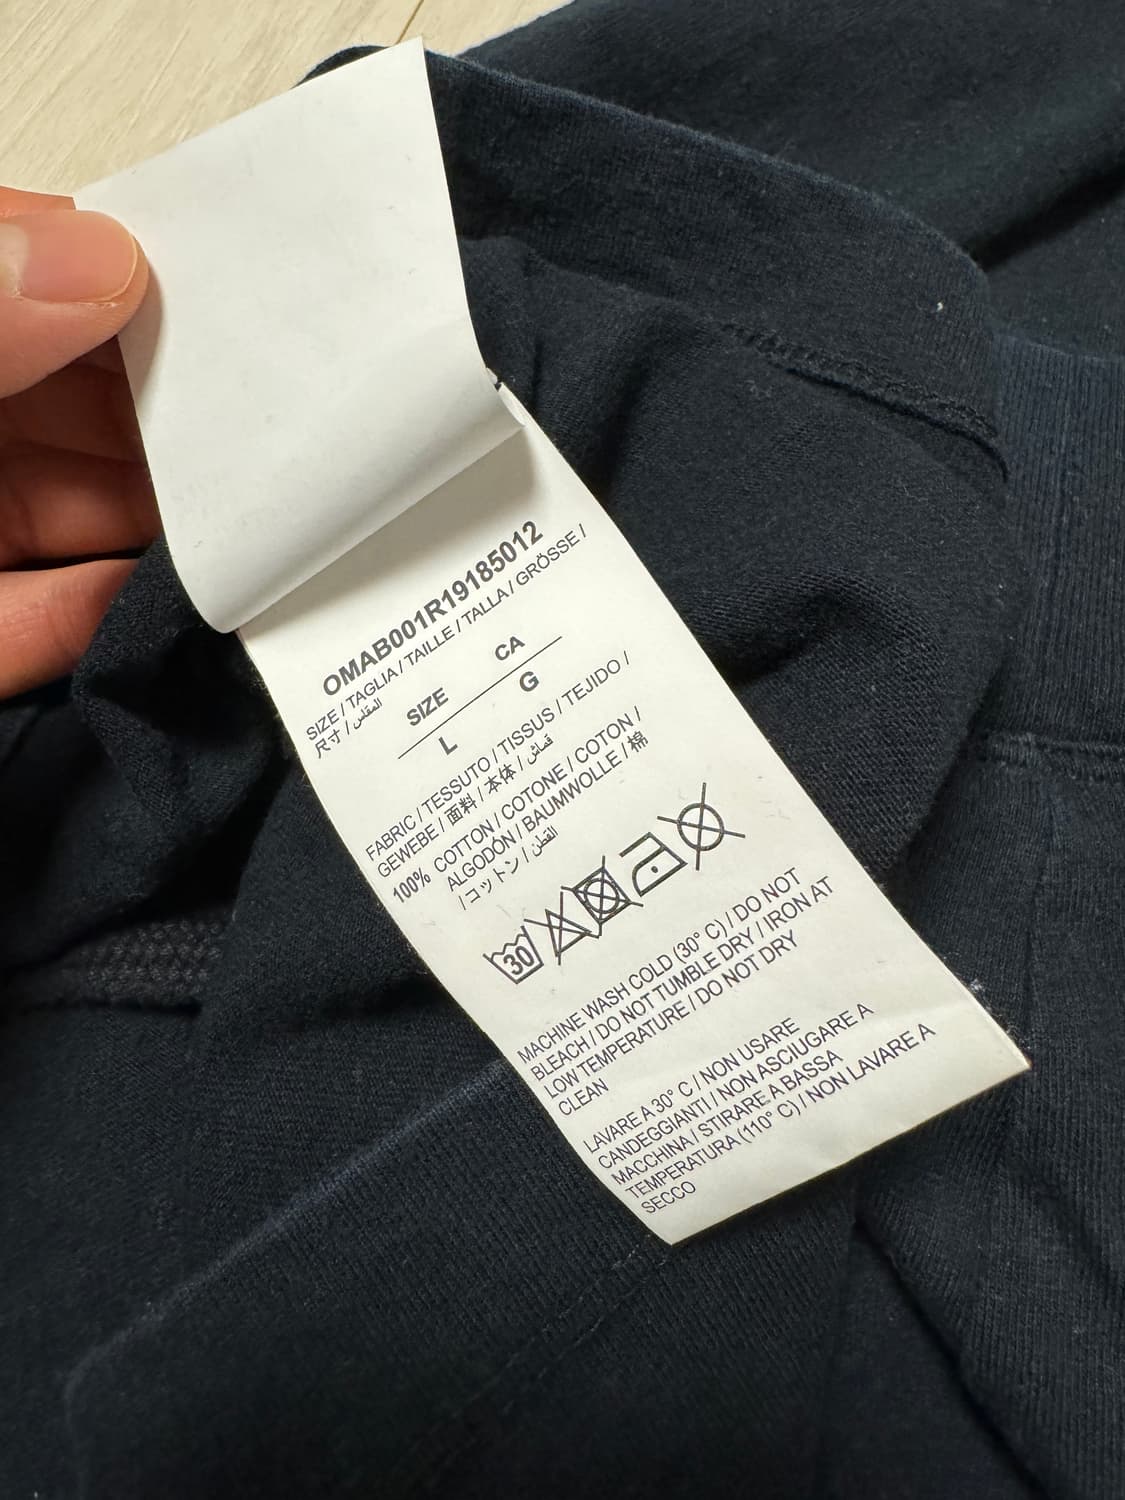 OMAB001R19185012
SIZE / TAGLIA / TAILLE / TALLA / GRÖSSE /
尺寸 / المقاس
SIZE CA
L G
FABRIC / TESSUTO / TISSUS / TEJIDO /
GEWEBE / 面料 / 本体 / قماش
100% COTTON / COTONE / COTON /
ALGODÓN / BAUMWOLLE / 棉
/ コットン / القطن
30
MACHINE WASH COLD (30° C) / DO NOT
BLEACH / DO NOT TUMBLE DRY / IRON AT
LOW TEMPERATURE / DO NOT DRY
CLEAN
LAVARE A 30° C / NON USARE
CANDEGGIANTI / NON ASCIUGARE A
MACCHINA / STIRARE A BASSA
TEMPERATURA (110° C) / NON LAVARE A
SECCO